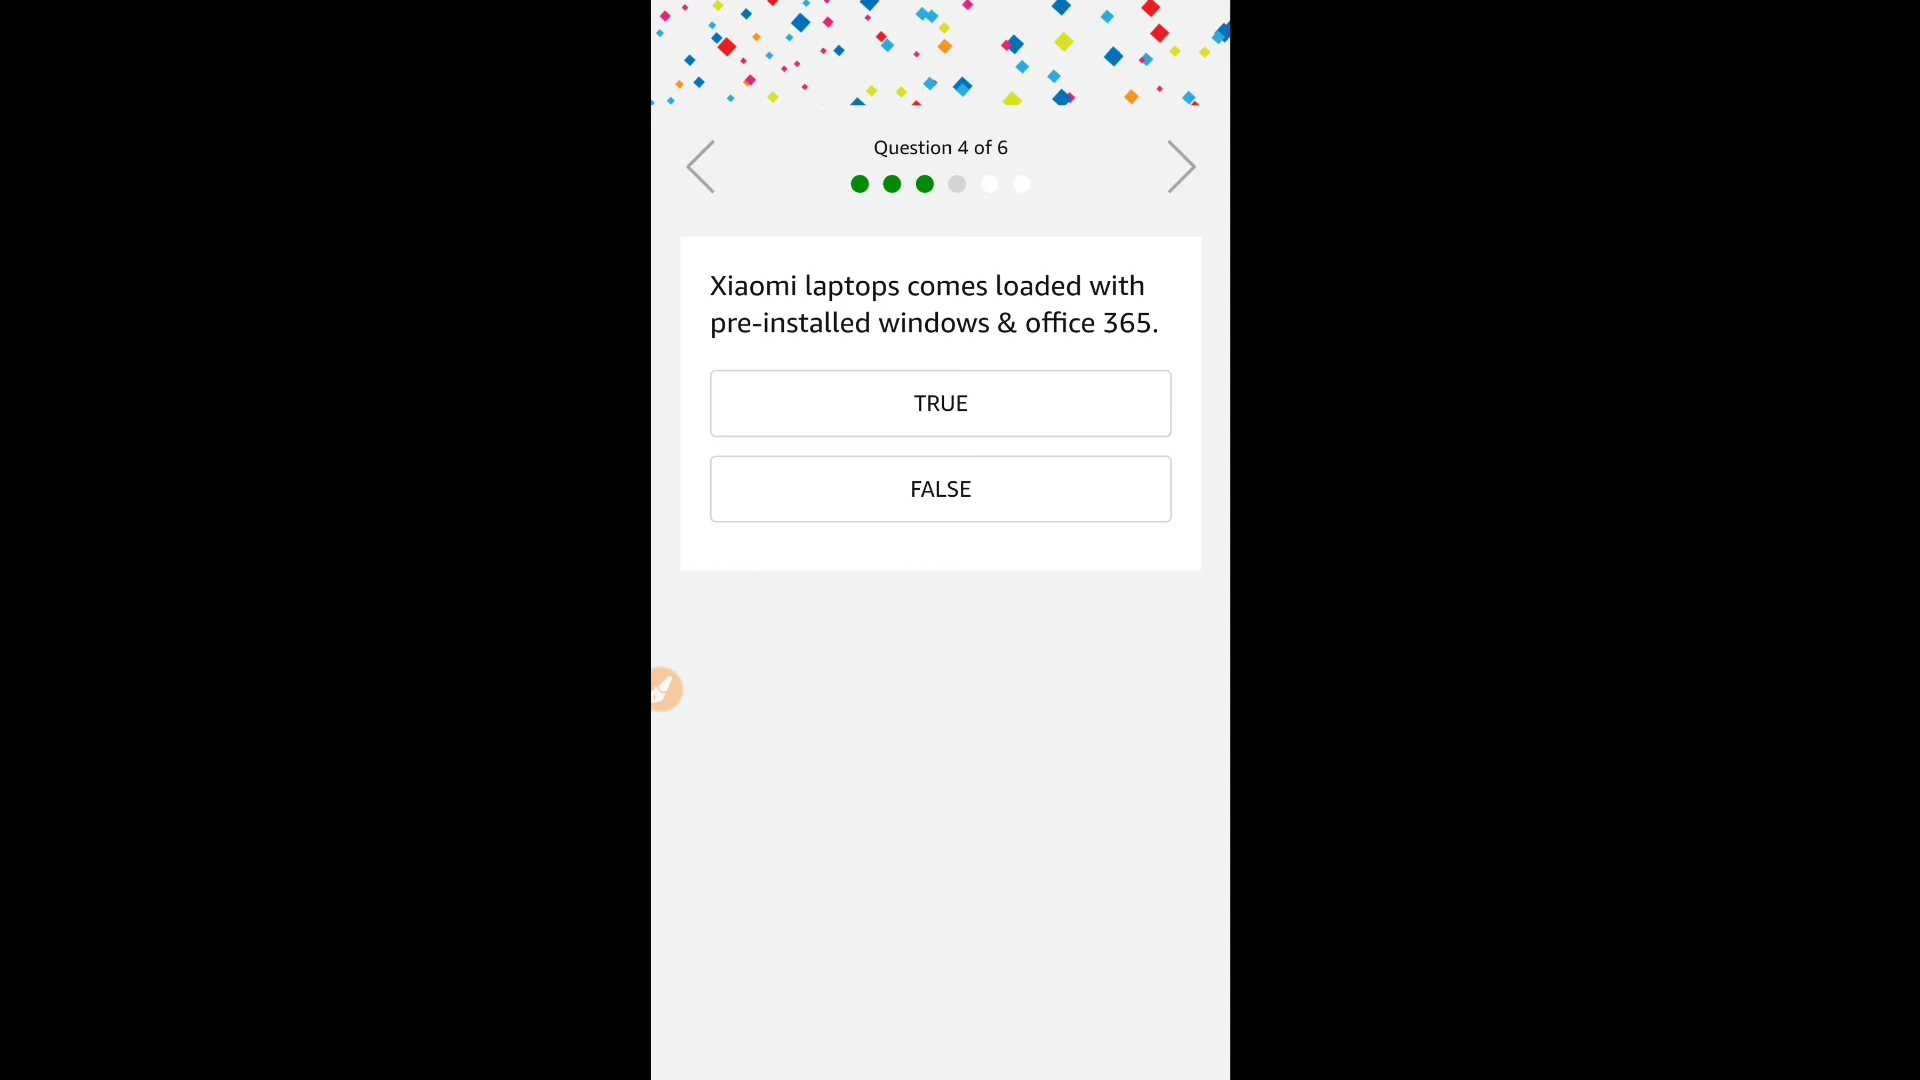 Question 4 of 6
Xiaomi laptops comes loaded with
pre-installed windows & office 365.
TRUE
FALSE